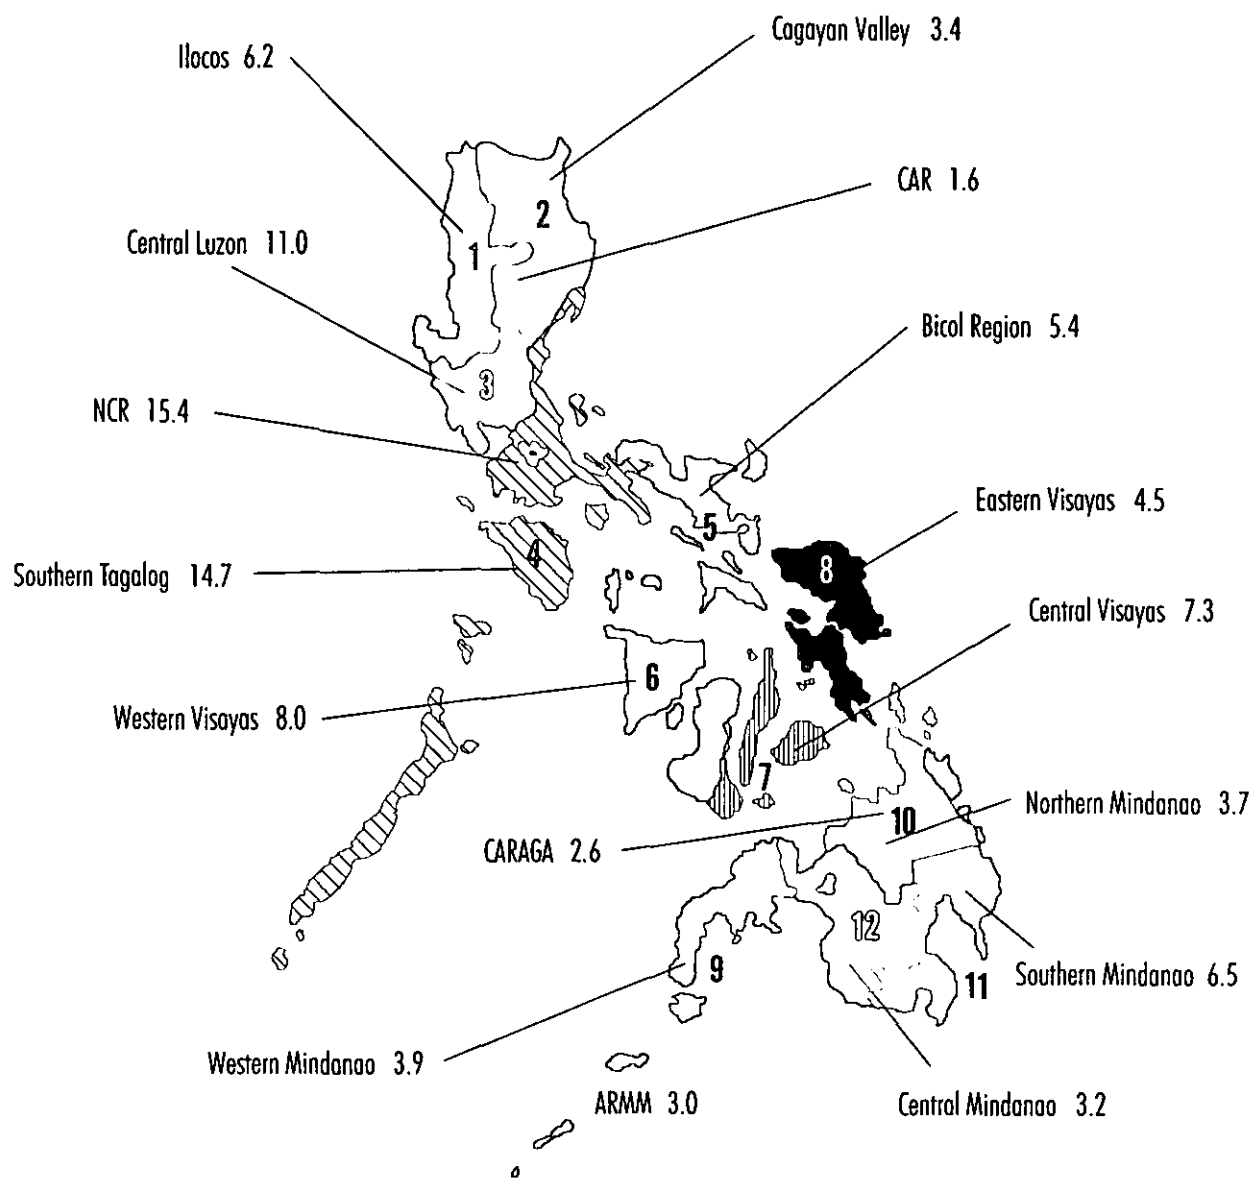 Cagayan Valley 3.4
Ilocos 6.2
CAR 1.6
2
Central Luzon 11.0
1
Bicol Region 5.4
3
NCR 15.4
Eastern Visayas 4.5
5
4
8
Southern Tagalog 14.7
Central Visayas 7.3
6
Western Visayas 8.0
7
Northern Mindanao 3.7
10
CARAGA 2.6
12
9
Southern Mindanao 6.5
11
Western Mindanao 3.9
ARMM 3.0
Central Mindanao 3.2